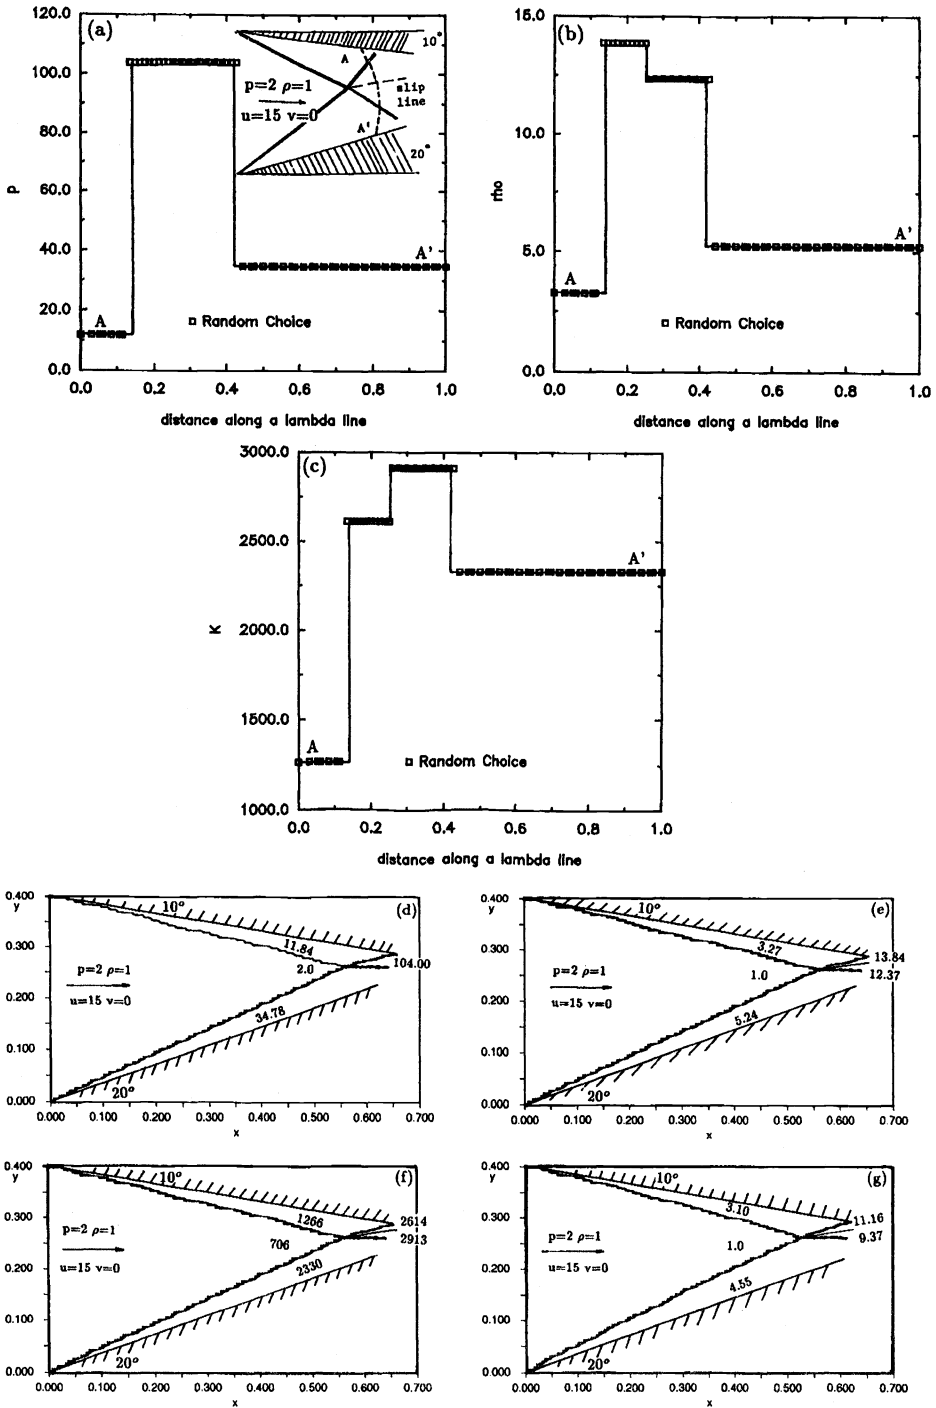 (a)
120.0
100.0
80.0
60.0
40.0
20.0
0.0
p
10°
A
p=2 ρ=1
u=15 v=0
slip
line
A'
20°
A
A'
Random Choice
0.0 0.2 0.4 0.6 0.8 1.0
distance along a lambda line
(b)
15.0
10.0
5.0
0.0
rho
A
A'
Random Choice
0.0 0.2 0.4 0.6 0.8 1.0
distance along a lambda line
(c)
3000.0
2500.0
2000.0
1500.0
1000.0
K
A'
A
Random Choice
0.0 0.2 0.4 0.6 0.8 1.0
distance along a lambda line
(d)
0.400
y
0.300
0.200
0.100
0.000
10°
11.84
2.0
104.00
p=2 ρ=1
u=15 v=0
34.78
20°
0.000 0.100 0.200 0.300 0.400 0.500 0.600 0.700
x
(e)
0.400
y
0.300
0.200
0.100
0.000
10°
3.27
1.0
13.84
12.37
p=2 ρ=1
u=15 v=0
5.24
20°
0.000 0.100 0.200 0.300 0.400 0.500 0.600 0.700
x
(f)
0.400
y
0.300
0.200
0.100
0.000
10°
1266
706
2614
2913
p=2 ρ=1
u=15 v=0
2330
20°
0.000 0.100 0.200 0.300 0.400 0.500 0.600 0.700
x
(g)
0.400
y
0.300
0.200
0.100
0.000
10°
3.10
1.0
11.16
9.37
p=2 ρ=1
u=15 v=0
4.55
20°
0.000 0.100 0.200 0.300 0.400 0.500 0.600 0.700
x